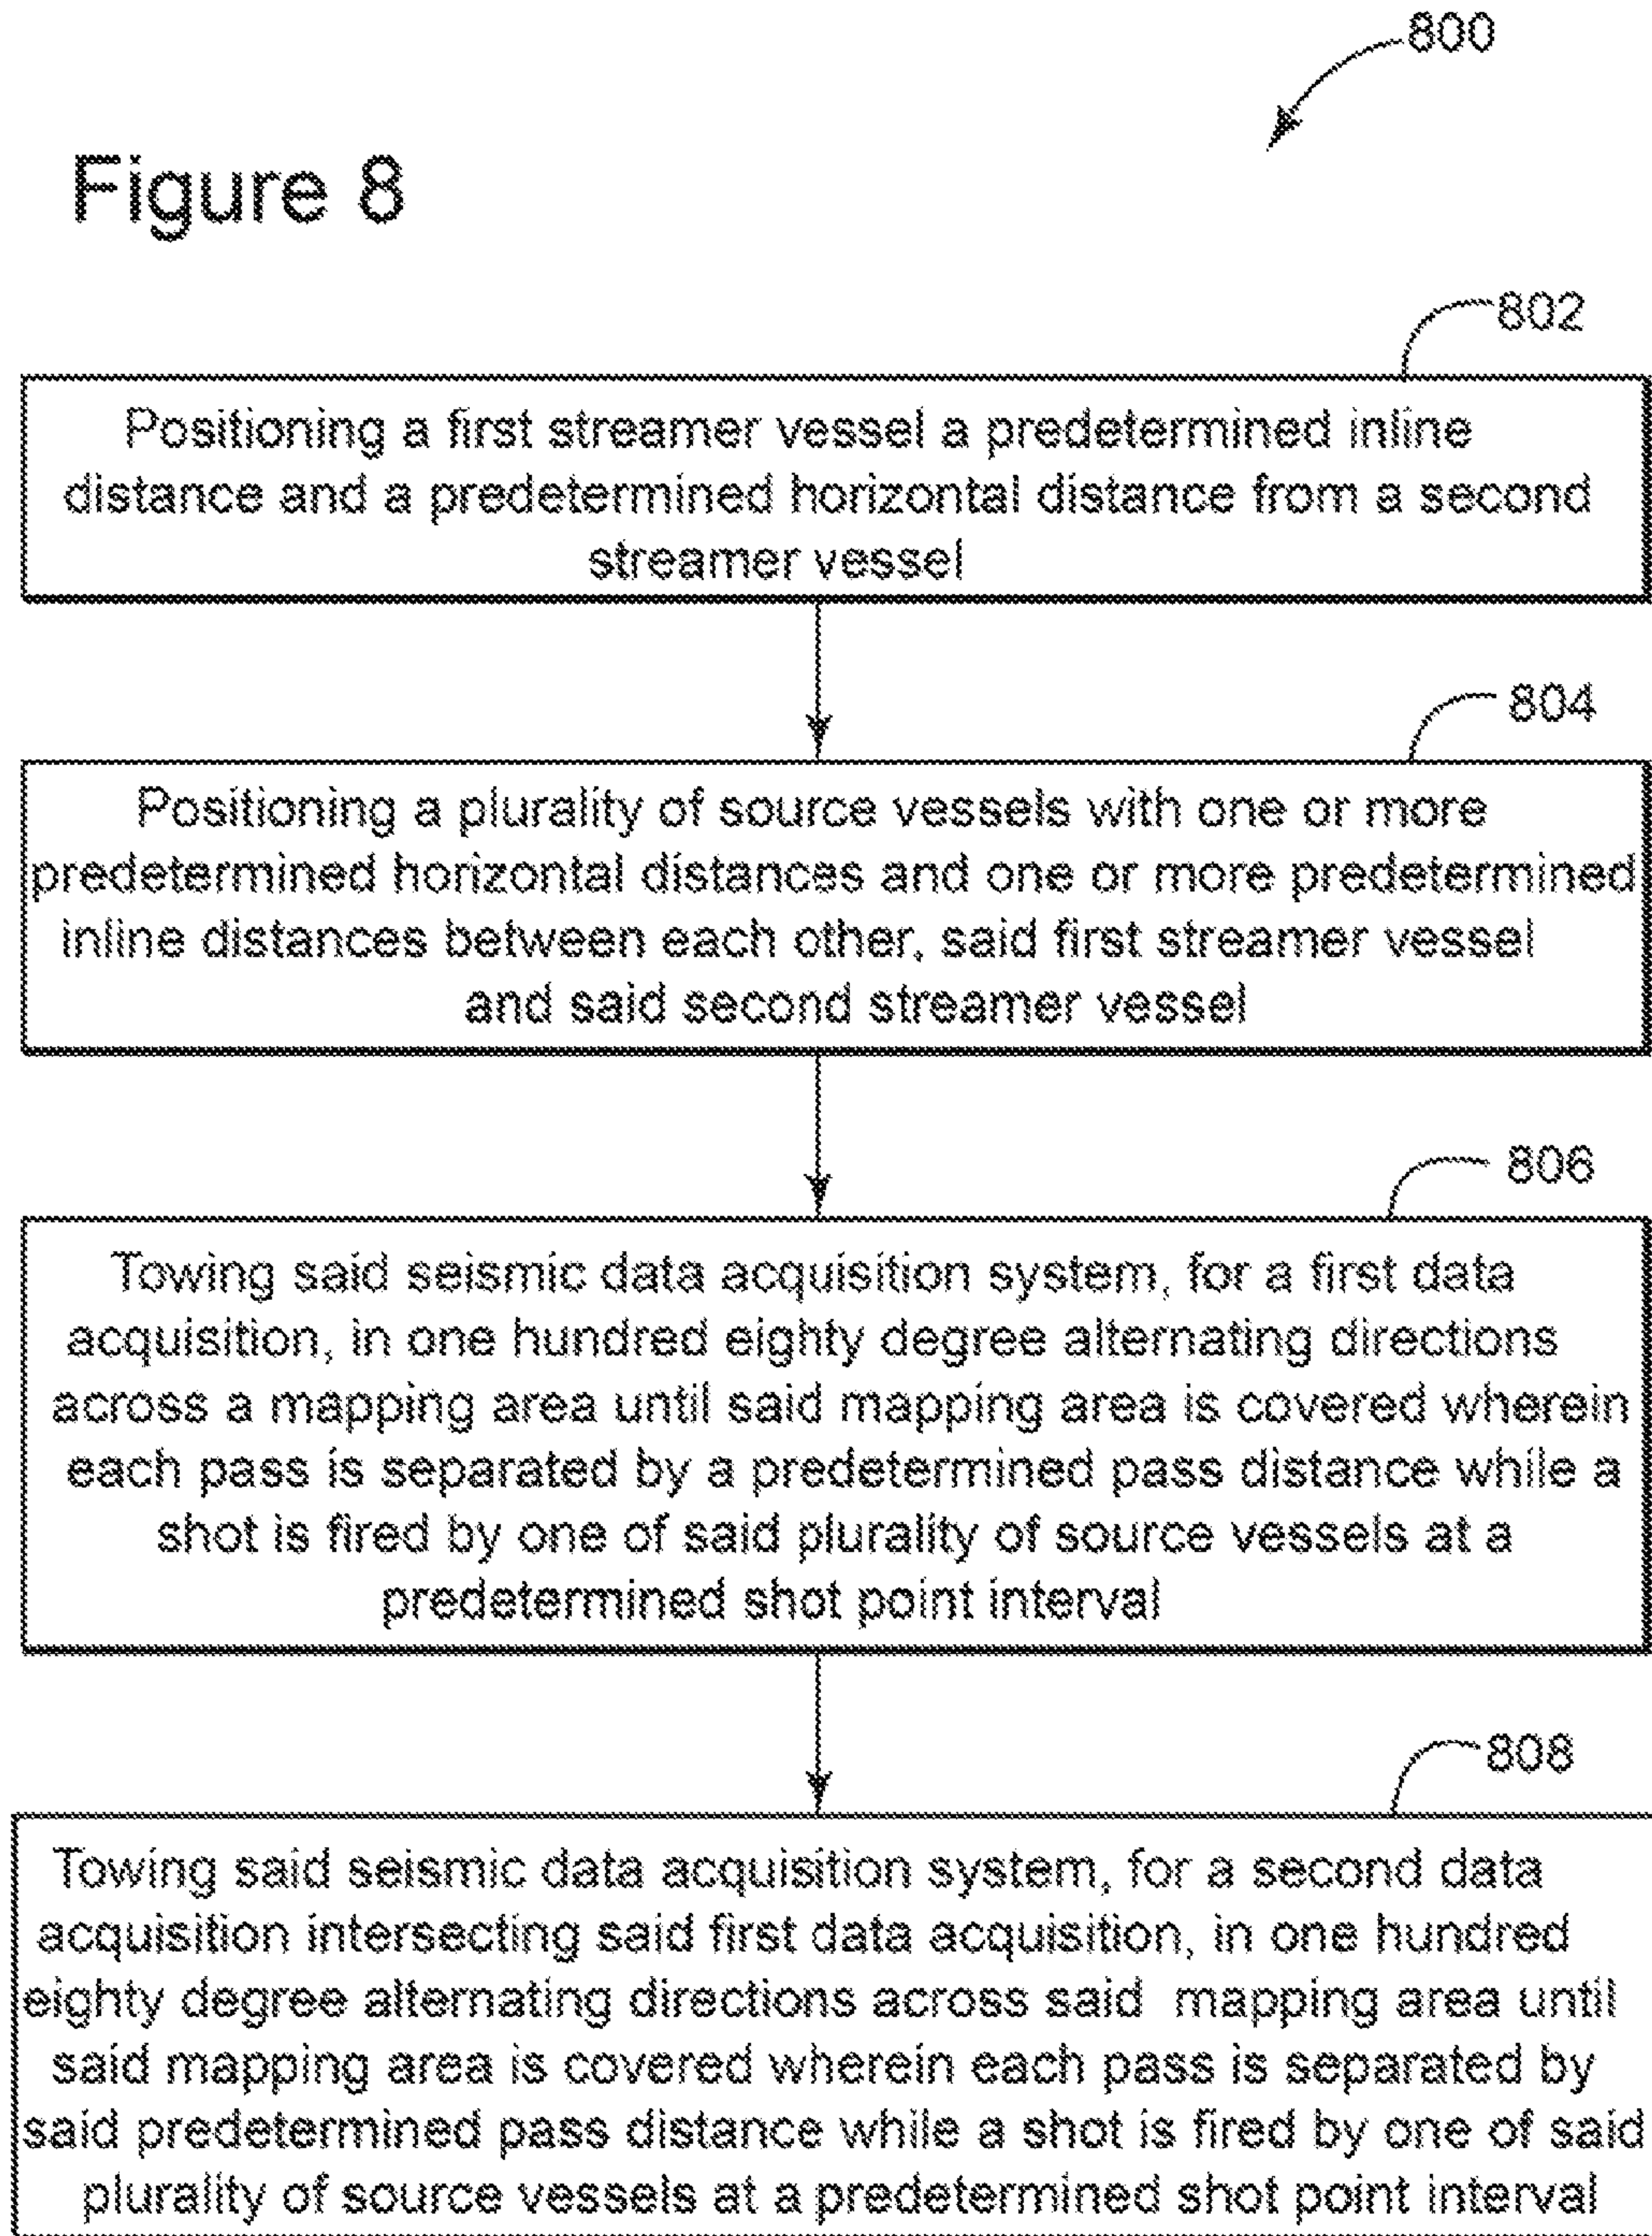 800
Figure 8
802
Positioning a first streamer vessel a predetermined inline
distance and a predetermined horizontal distance from a second
streamer vessel
804
Positioning a plurality of source vessels with one or more
predetermined horizontal distances and one or more predetermined
inline distances between each other, said first streamer vessel
and said second streamer vessel
806
Towing said seismic data acquisition system, for a first data
acquisition, in one hundred eighty degree alternating directions
across a mapping area until said mapping area is covered wherein
each pass is separated by a predetermined pass distance while a
shot is fired by one of said plurality of source vessels at a
predetermined shot point interval
808
Towing said seismic data acquisition system, for a second data
acquisition intersecting said first data acquisition, in one hundred
eighty degree alternating directions across said mapping area until
said mapping area is covered wherein each pass is separated by
said predetermined pass distance while a shot is fired by one of said
plurality of source vessels at a predetermined shot point interval